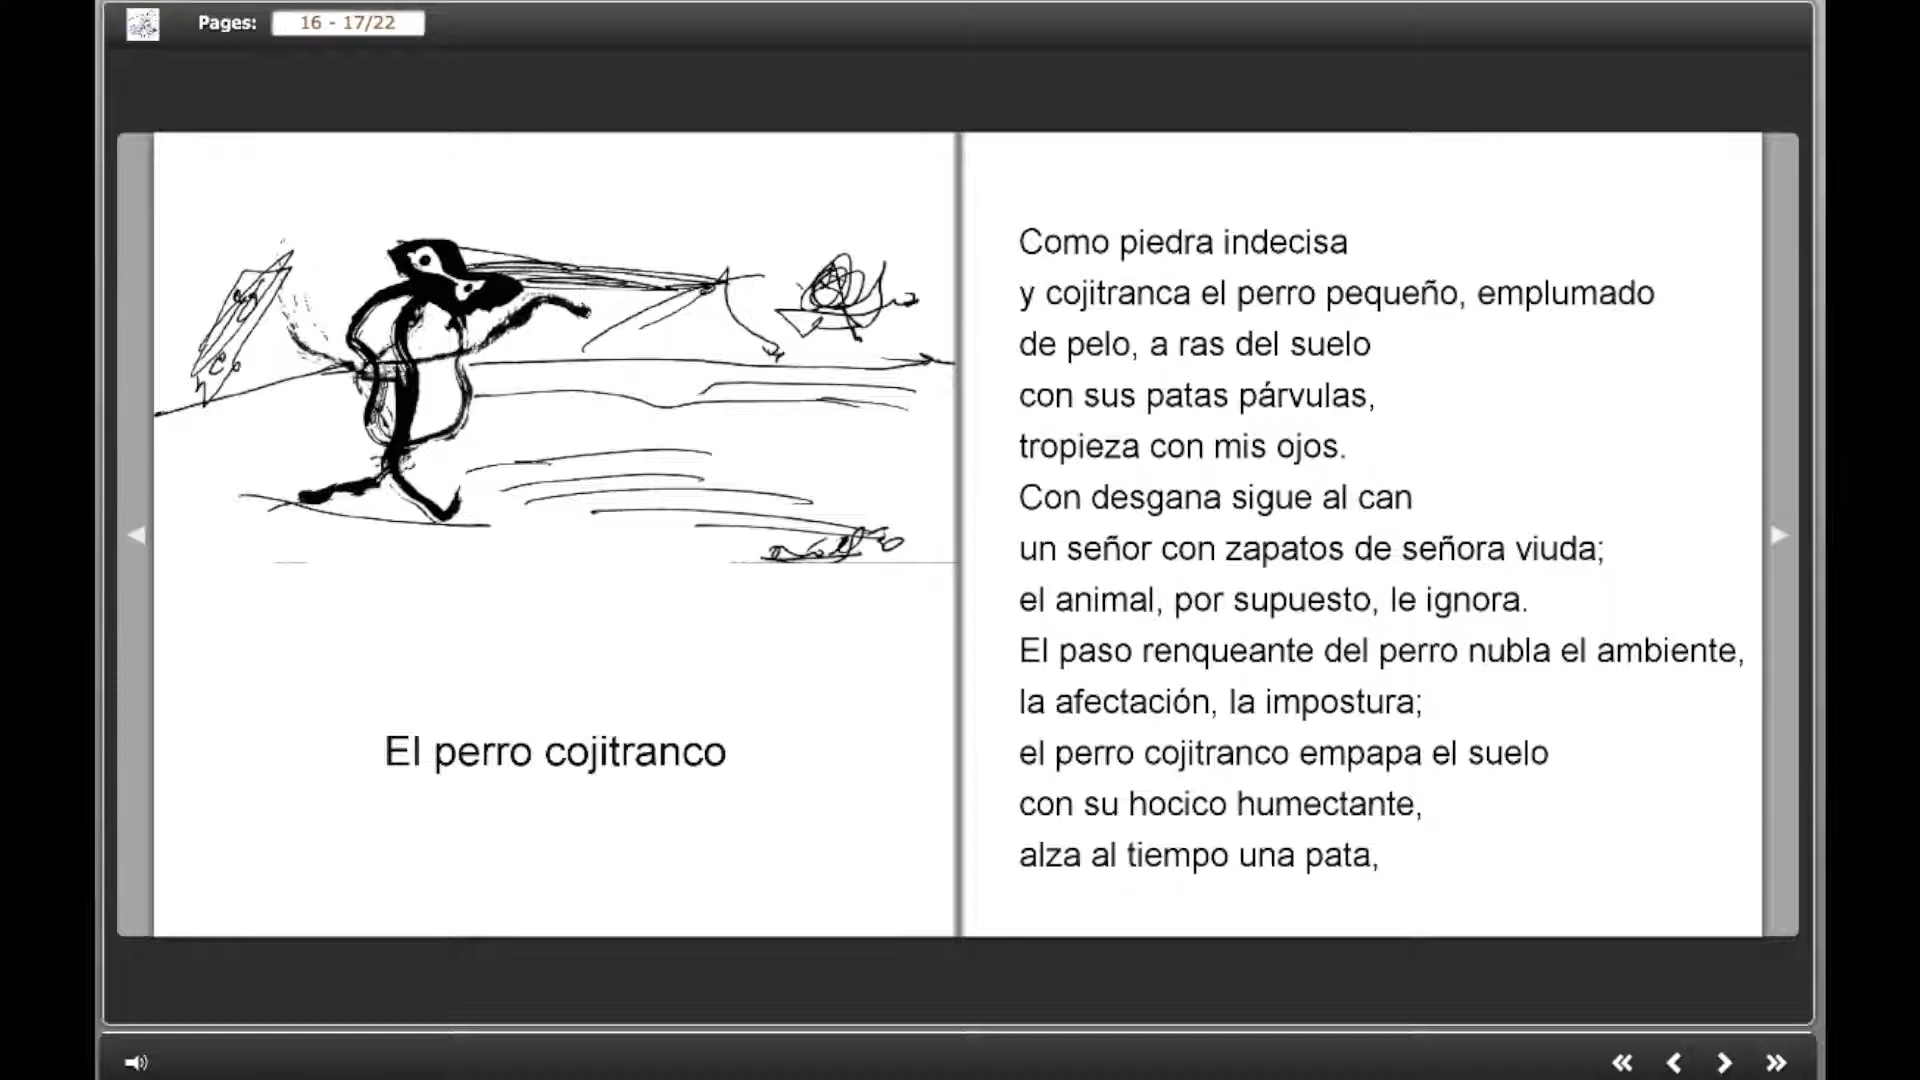 Pages:
16 - 17/22
El perro cojitranco
Como piedra indecisa
y cojitranca el perro pequeño, emplumado
de pelo, a ras del suelo
con sus patas párvulas,
tropieza con mis ojos.
Con desgana sigue al can
un señor con zapatos de señora viuda;
el animal, por supuesto, le ignora.
El paso renqueante del perro nubla el ambiente,
la afectación, la impostura;
el perro cojitranco empapa el suelo
con su hocico humectante,
alza al tiempo una pata,